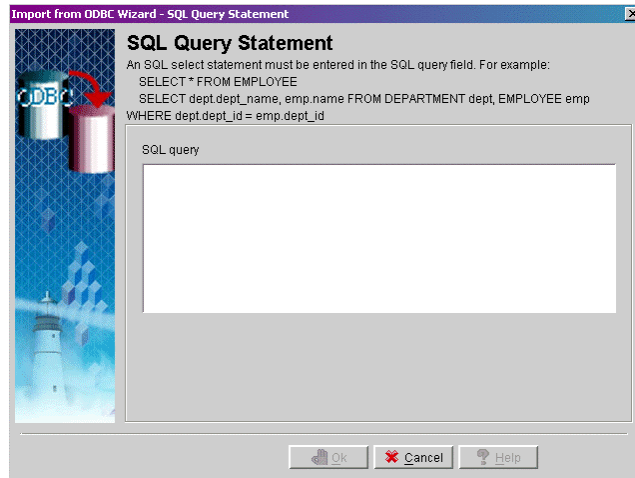 Import from ODBC Wizard - SQL Query Statement
SQL Query Statement
An SQL select statement must be entered in the SQL query field. For example:
SELECT * FROM EMPLOYEE
SELECT dept.dept_name, emp.name FROM DEPARTMENT dept, EMPLOYEE emp
WHERE dept.dept_id = emp.dept_id
ODBC
SQL query
Ok
Cancel
Help